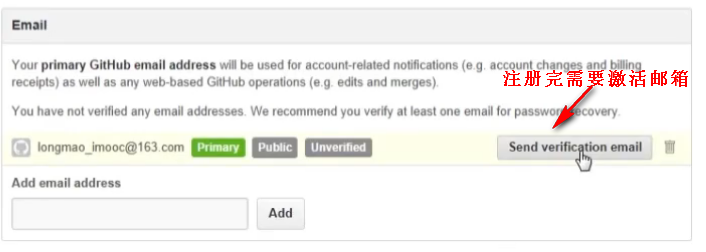 Email
Your primary GitHub email address will be used for account-related notifications (e.g. account changes and billing
receipts) as well as any web-based GitHub operations (e.g. edits and merges).
注册完需要激活邮箱
You have not verified any email addresses. We recommend you verify at least one email for password recovery.
longmao_imooc@163.com Primary Public Unverified Send verification email
Add email address
Add